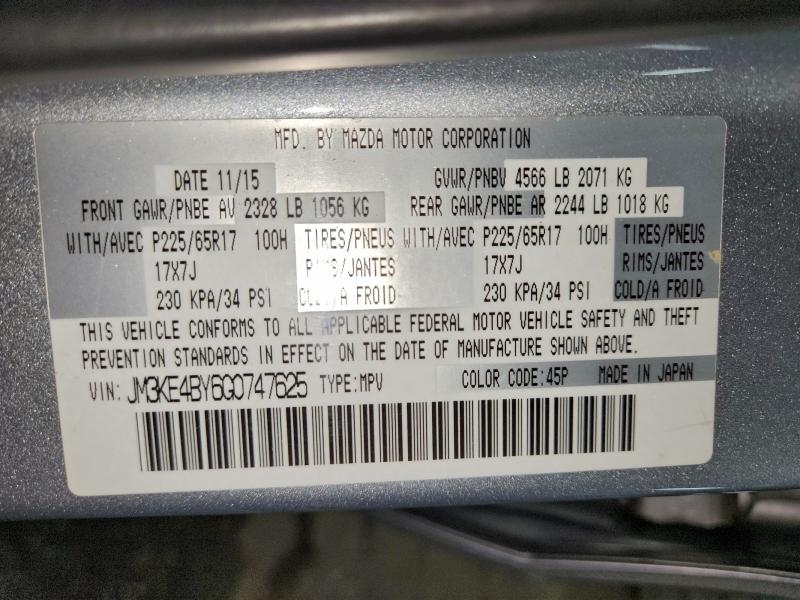 MFD. BY MAZDA MOTOR CORPORATION
DATE 11/15 GVWR/PNBV 4566 LB 2071 KG
FRONT GAWR/PNBE AV 2328 LB 1056 KG REAR GAWR/PNBE AR 2244 LB 1018 KG
WITH/AVEC P225/65R17 100H TIRES/PNEUS WITH/AVEC P225/65R17 100H TIRES/PNEUS
17X7J RIMS/JANTES 17X7J RIMS/JANTES
230 KPA/34 PSI COLD/A FROID 230 KPA/34 PSI COLD/A FROID
THIS VEHICLE CONFORMS TO ALL APPLICABLE FEDERAL MOTOR VEHICLE SAFETY AND THEFT
PREVENTION STANDARDS IN EFFECT ON THE DATE OF MANUFACTURE SHOWN ABOVE.
VIN: JM3KE4BY6G0747625 TYPE:MPV COLOR CODE:45P MADE IN JAPAN